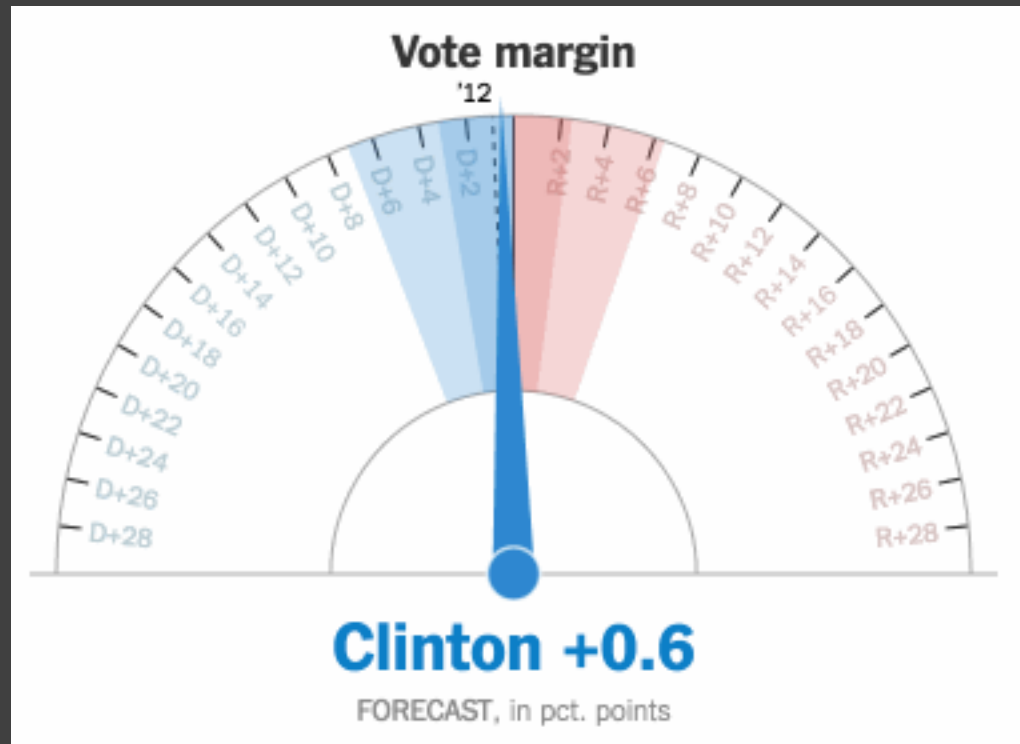 Vote margin
'12
D+28
D+26
D+24
D+22
D+20
D+18
D+16
D+14
D+12
D+10
D+8
D+6
D+4
D+2
R+2
R+4
R+6
R+8
R+10
R+12
R+14
R+16
R+18
R+20
R+22
R+24
R+26
R+28
Clinton +0.6
FORECAST, in pct. points